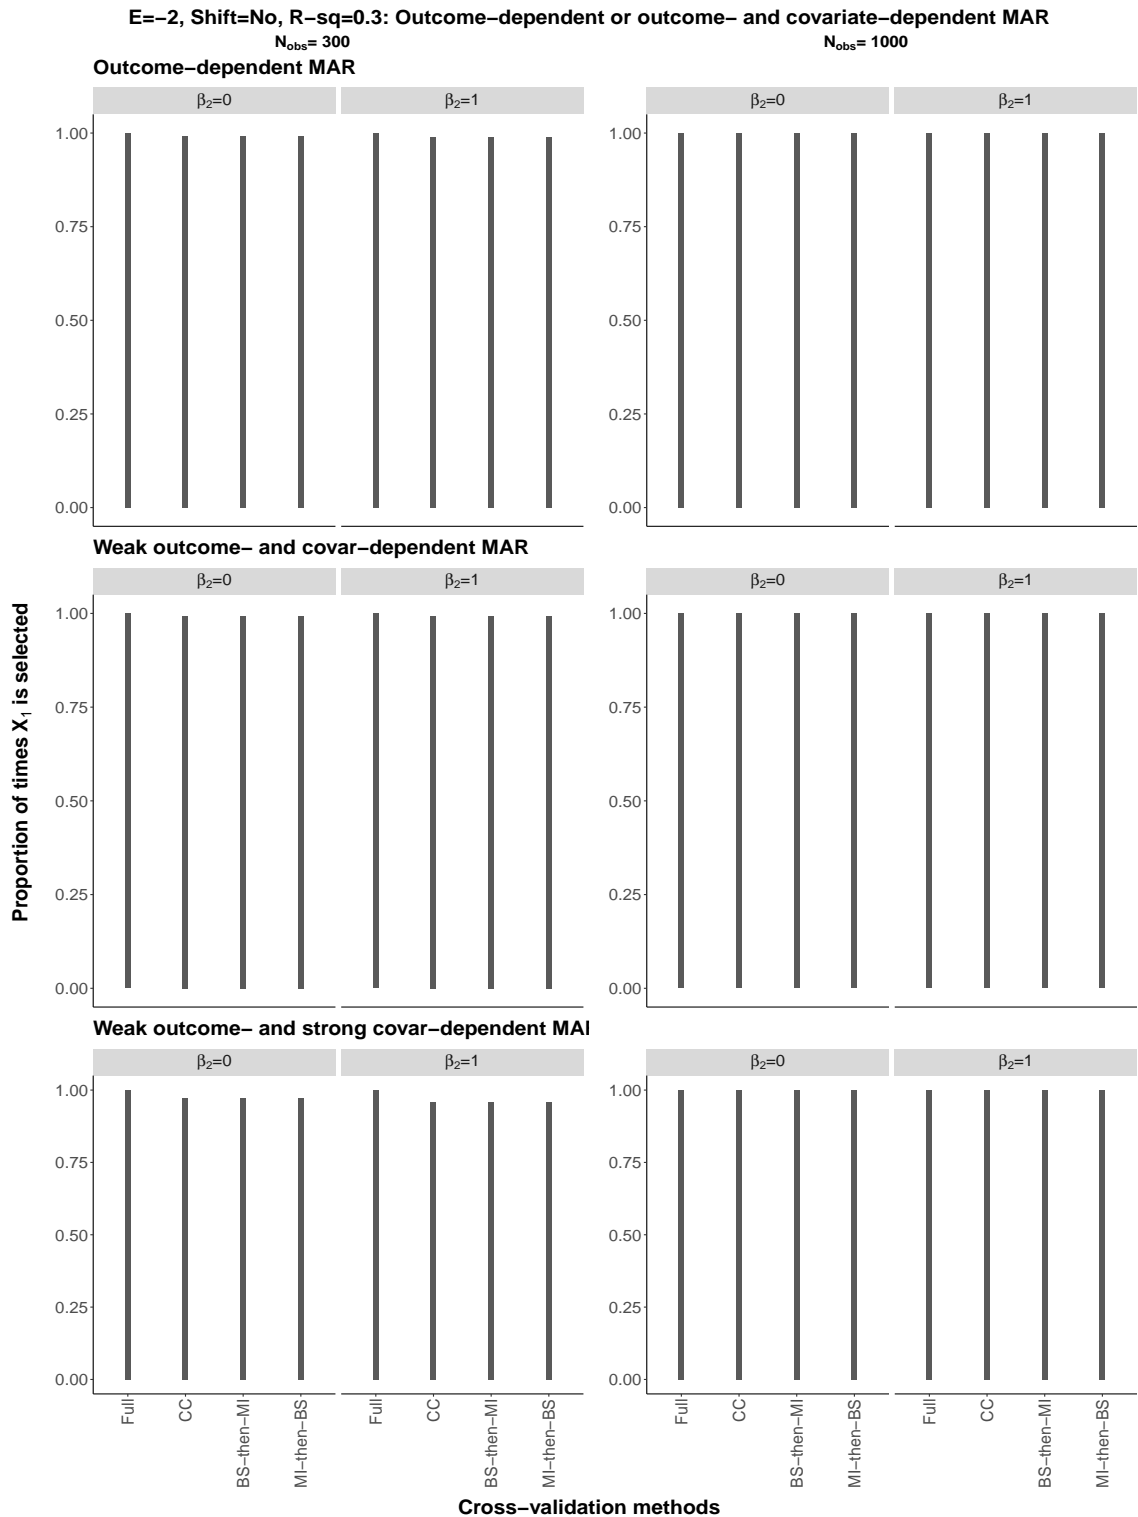 E=−2, Shift=No, R−sq=0.3: Outcome−dependent or outcome− and covariate−dependent MAR
N_obs= 300
N_obs= 1000
Outcome−dependent MAR
β₂=0
β₂=1
β₂=0
β₂=1
1.00
0.75
0.50
0.25
0.00
1.00
0.75
0.50
0.25
0.00
Weak outcome− and covar−dependent MAR
β₂=0
β₂=1
β₂=0
β₂=1
1.00
0.75
0.50
0.25
0.00
1.00
0.75
0.50
0.25
0.00
Proportion of times X₁ is selected
Weak outcome− and strong covar−dependent MA
β₂=0
β₂=1
β₂=0
β₂=1
1.00
0.75
0.50
0.25
0.00
1.00
0.75
0.50
0.25
0.00
Full
CC
BS−then−MI
MI−then−BS
Full
CC
BS−then−MI
MI−then−BS
Full
CC
BS−then−MI
MI−then−BS
Full
CC
BS−then−MI
MI−then−BS
Cross−validation methods